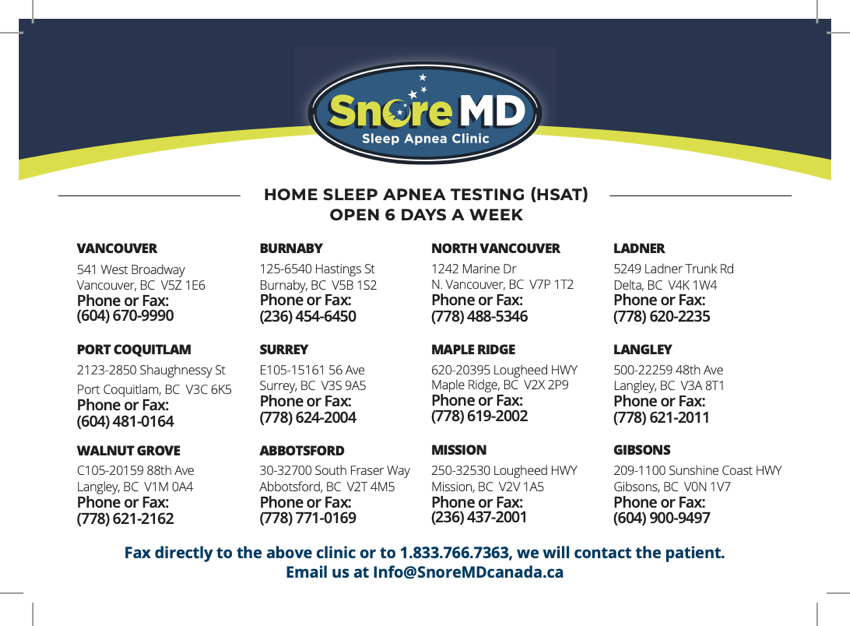 Snore MD
Sleep Apnea Clinic
HOME SLEEP APNEA TESTING (HSAT)
OPEN 6 DAYS A WEEK
VANCOUVER
541 West Broadway
Vancouver, BC V5Z 1E6
Phone or Fax:
(604) 670-9990
BURNABY
125-6540 Hastings St
Burnaby, BC V5B 1S2
Phone or Fax:
(236) 454-6450
NORTH VANCOUVER
1242 Marine Dr
N. Vancouver, BC V7P 1T2
Phone or Fax:
(778) 488-5346
LADNER
5249 Ladner Trunk Rd
Delta, BC V4K 1W4
Phone or Fax:
(778) 620-2235
PORT COQUITLAM
2123-2850 Shaughnessy St
Port Coquitlam, BC V3C 6K5
Phone or Fax:
(604) 481-0164
SURREY
E105-15161 56 Ave
Surrey, BC V3S 9A5
Phone or Fax:
(778) 624-2004
MAPLE RIDGE
620-20395 Lougheed HWY
Maple Ridge, BC V2X 2P9
Phone or Fax:
(778) 619-2002
LANGLEY
500-22259 48th Ave
Langley, BC V3A 8T1
Phone or Fax:
(778) 621-2011
WALNUT GROVE
C105-20159 88th Ave
Langley, BC V1M 0A4
Phone or Fax:
(778) 621-2162
ABBOTSFORD
30-32700 South Fraser Way
Abbotsford, BC V2T 4M5
Phone or Fax:
(778) 771-0169
MISSION
250-32530 Lougheed HWY
Mission, BC V2V 1A5
Phone or Fax:
(236) 437-2001
GIBSONS
209-1100 Sunshine Coast HWY
Gibsons, BC V0N 1V7
Phone or Fax:
(604) 900-9497
Fax directly to the above clinic or to 1.833.766.7363, we will contact the patient.
Email us at Info@SnoreMDcanada.ca